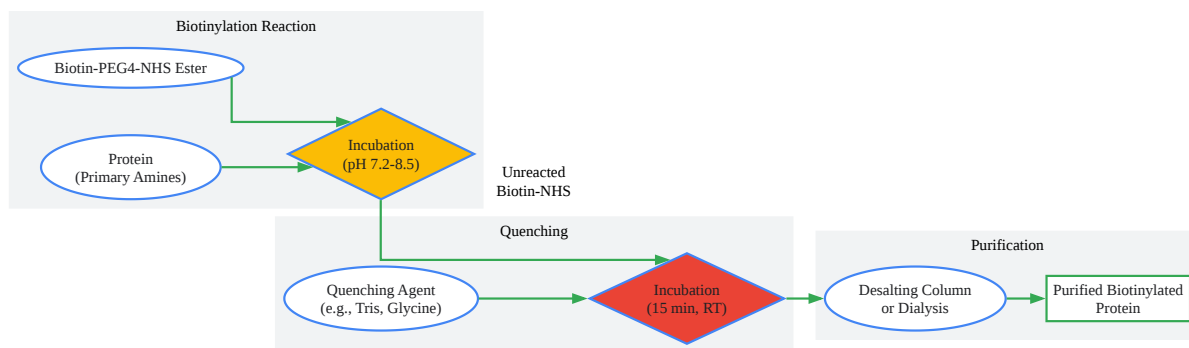 Biotinylation Reaction
Biotin-PEG4-NHS Ester
Protein
(Primary Amines)
Incubation
(pH 7.2-8.5)
Unreacted
Biotin-NHS
Quenching
Quenching Agent
(e.g., Tris, Glycine)
Incubation
(15 min, RT)
Purification
Desalting Column
or Dialysis
Purified Biotinylated
Protein